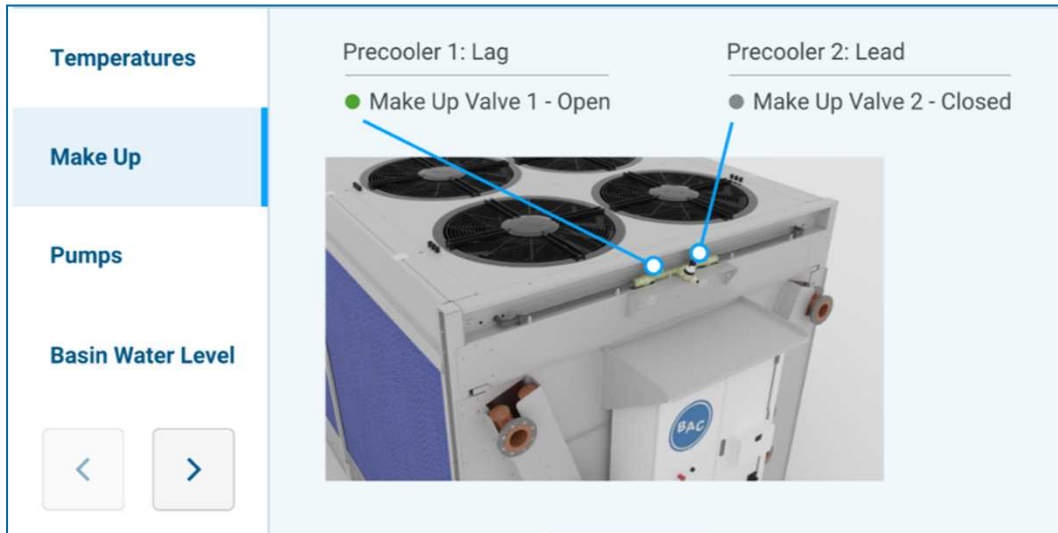 Temperatures
Make Up
Pumps
Basin Water Level
Precooler 1: Lag
Make Up Valve 1 - Open
Precooler 2: Lead
Make Up Valve 2 - Closed
BAC